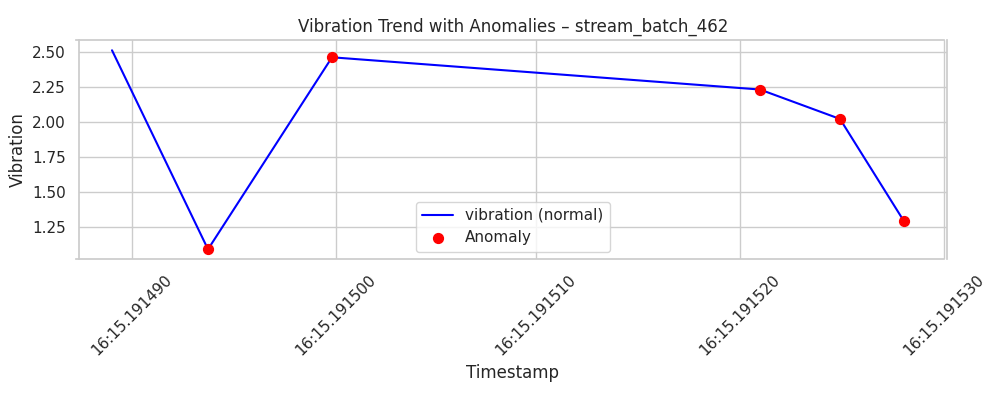 Vibration Trend with Anomalies – stream_batch_462
Vibration
2.50
2.25
2.00
1.75
1.50
1.25
vibration (normal)
Anomaly
16:15.191490
16:15.191500
16:15.191510
16:15.191520
16:15.191530
Timestamp